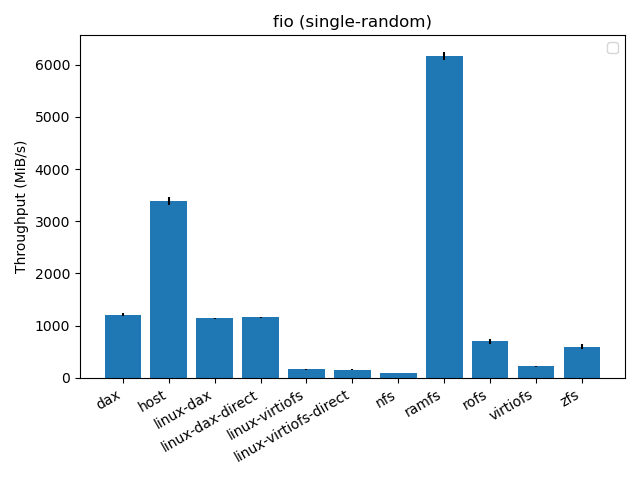 fio (single-random)
Throughput (MiB/s)
6000
5000
4000
3000
2000
1000
0
dax
host
linux-dax
linux-dax-direct
linux-virtiofs
linux-virtiofs-direct
nfs
ramfs
rofs
virtiofs
zfs